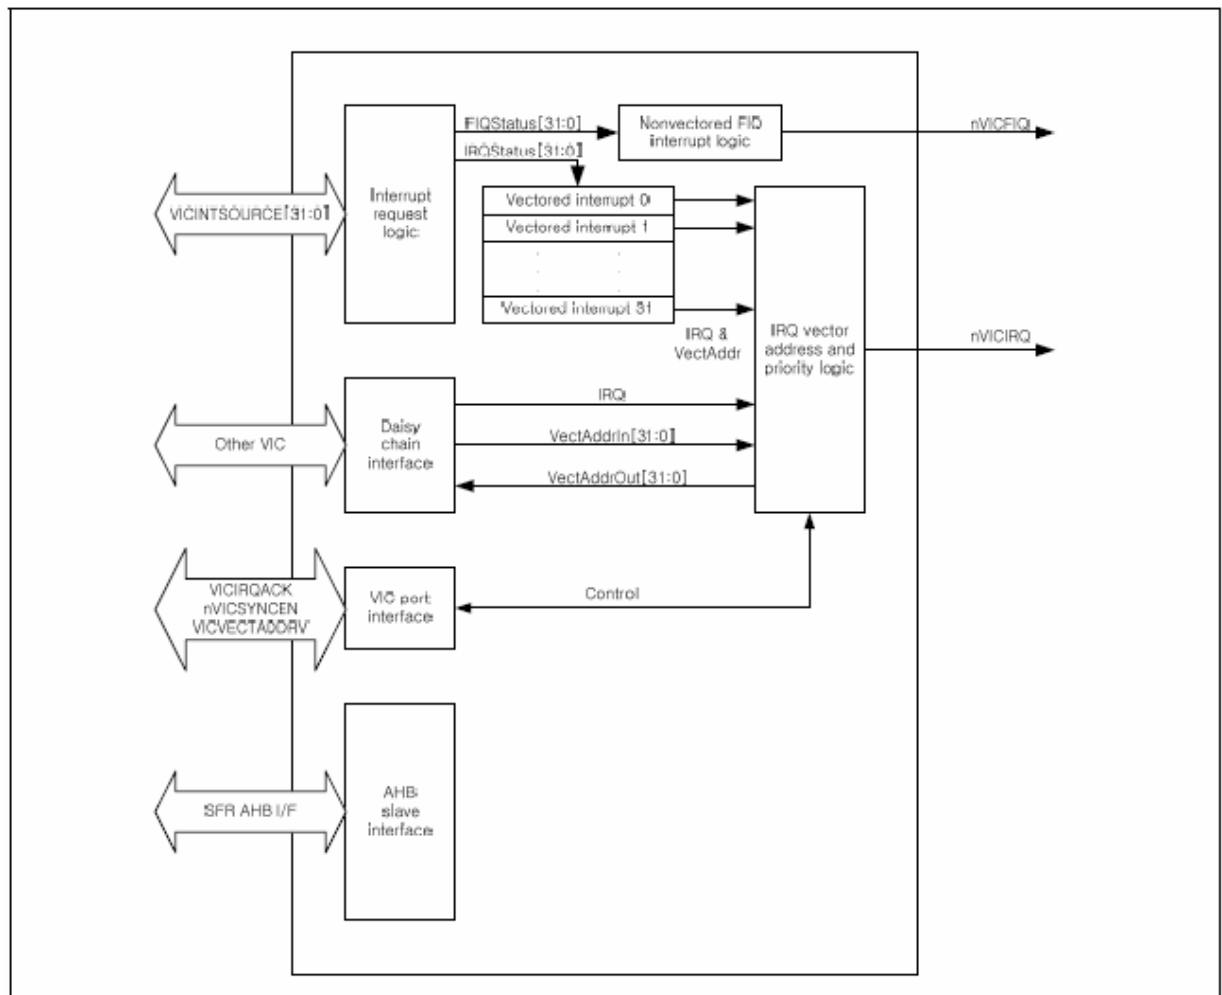 FIQStatus[31:0]
IRQStatus[31:0]
Nonvectored FID
interrupt logic
nVICFIQ
VICINTSOURCE[31:0]
Interrupt
request
logic
Vectored interrupt 0
Vectored interrupt 1
. .
. .
. .
Vectored interrupt 31
IRQ &
VectAddr
IRQ vector
address and
priority logic
nVICIRQ
Other VIC
Daisy
chain
interface
IRQ
VectAddrIn[31:0]
VectAddrOut[31:0]
VICIRQACK
nVICSYNCEN
VICVECTADDRV
VIC port
interface
Control
SFR AHB I/F
AHB
slave
interface